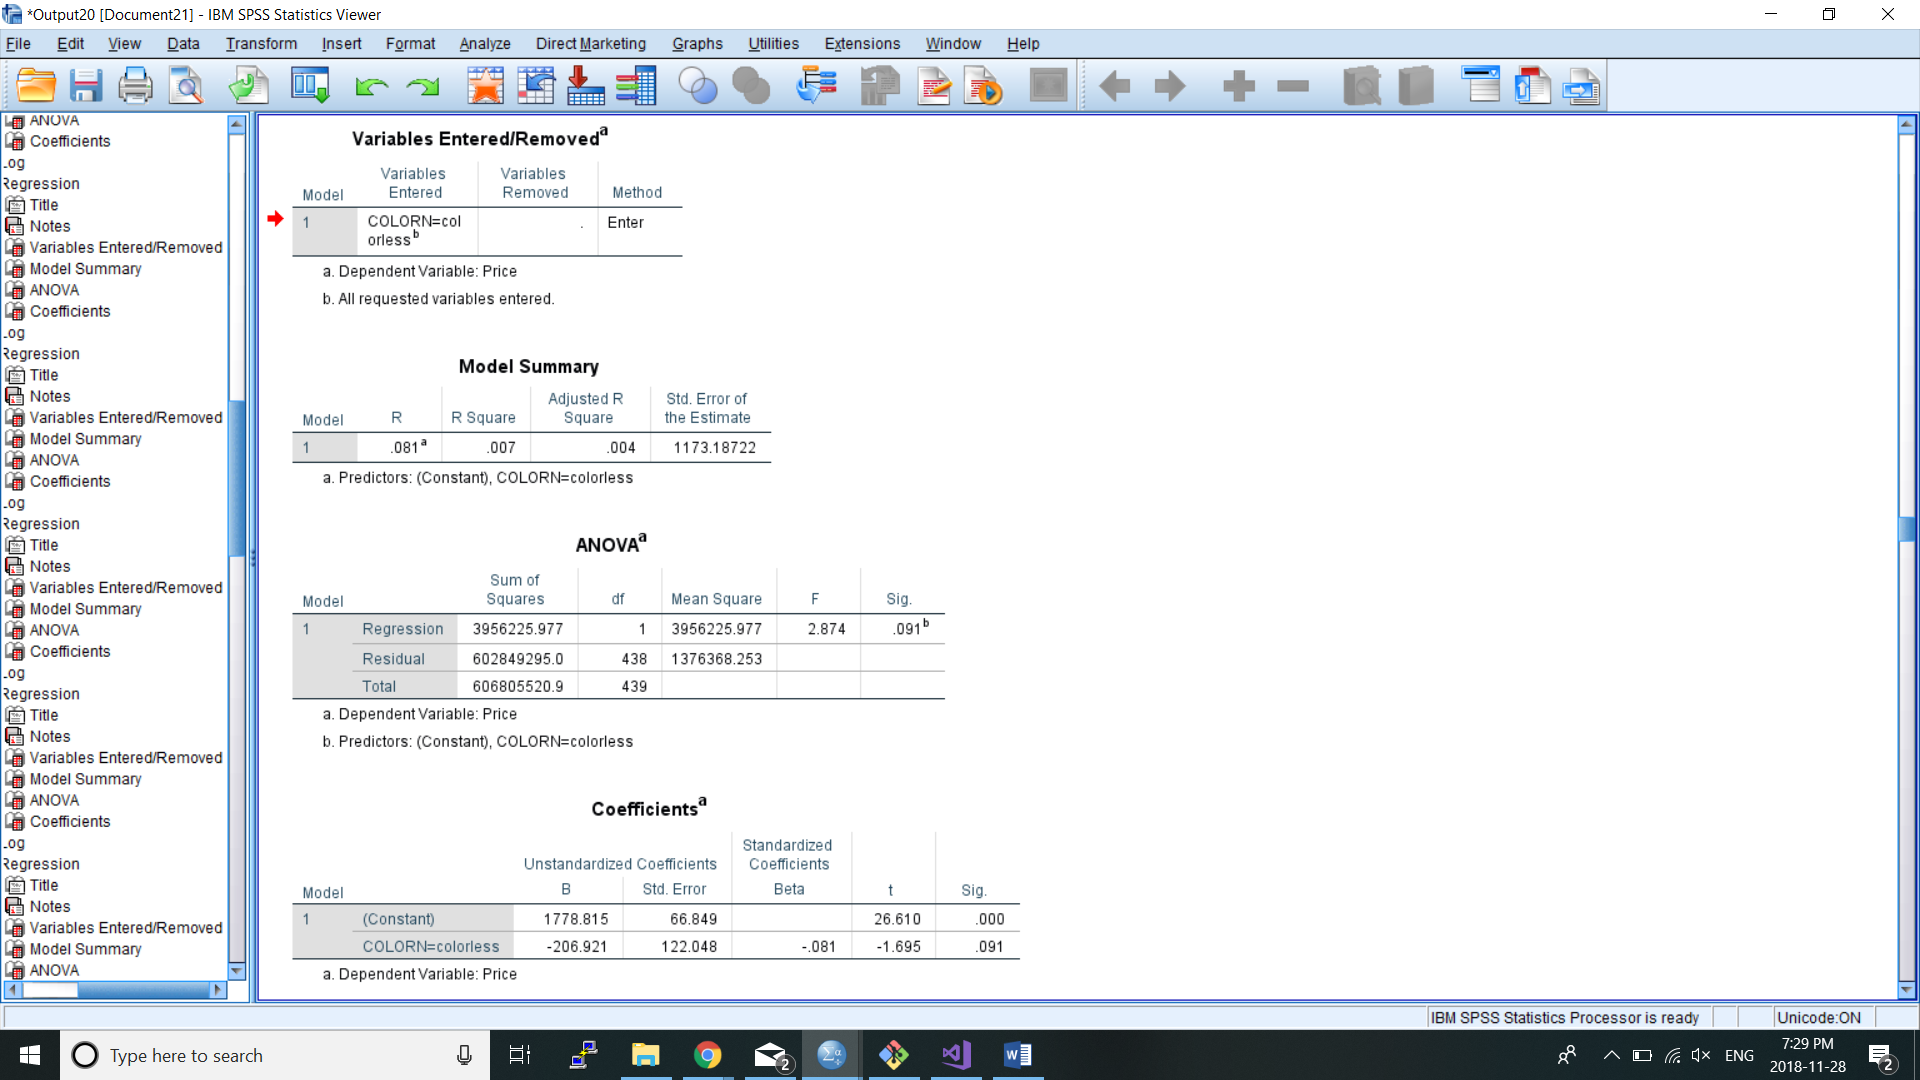 *Output20 [Document21] - IBM SPSS Statistics Viewer
File Edit View Data Transform Insert Format Analyze Direct Marketing Graphs Utilities Extensions Window Help
ANOVA
Coefficients
Log
Regression
Title
Notes
Variables Entered/Removed
Model Summary
ANOVA
Coefficients
Log
Regression
Title
Notes
Variables Entered/Removed
Model Summary
ANOVA
Coefficients
Log
Regression
Title
Notes
Variables Entered/Removed
Model Summary
ANOVA
Coefficients
Log
Regression
Title
Notes
Variables Entered/Removed
Model Summary
ANOVA
Coefficients
Log
Regression
Title
Notes
Variables Entered/Removed
Model Summary
ANOVA
Variables Entered/Removedᵃ
Model Variables Entered Variables Removed Method
1 COLORN=col . Enter
orlessᵇ
a. Dependent Variable: Price
b. All requested variables entered.
Model Summary
Model R R Square Adjusted R Square Std. Error of the Estimate
1 .081ᵃ .007 .004 1173.18722
a. Predictors: (Constant), COLORN=colorless
ANOVAᵃ
Model Sum of Squares df Mean Square F Sig.
1 Regression 3956225.977 1 3956225.977 2.874 .091ᵇ
Residual 602849295.0 438 1376368.253
Total 606805520.9 439
a. Dependent Variable: Price
b. Predictors: (Constant), COLORN=colorless
Coefficientsᵃ
Unstandardized Coefficients Standardized Coefficients
Model B Std. Error Beta t Sig.
1 (Constant) 1778.815 66.849 26.610 .000
COLORN=colorless -206.921 122.048 -.081 -1.695 .091
a. Dependent Variable: Price
IBM SPSS Statistics Processor is ready Unicode:ON
Type here to search
2
ENG
7:29 PM
2018-11-28
2